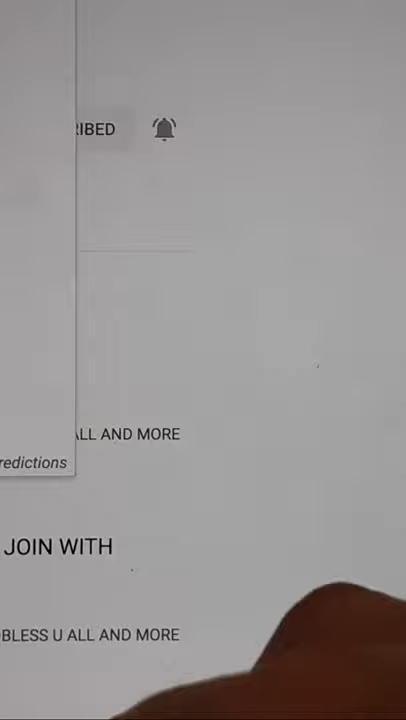 RIBED
ALL AND MORE
redictions
JOIN WITH
BLESS U ALL AND MORE